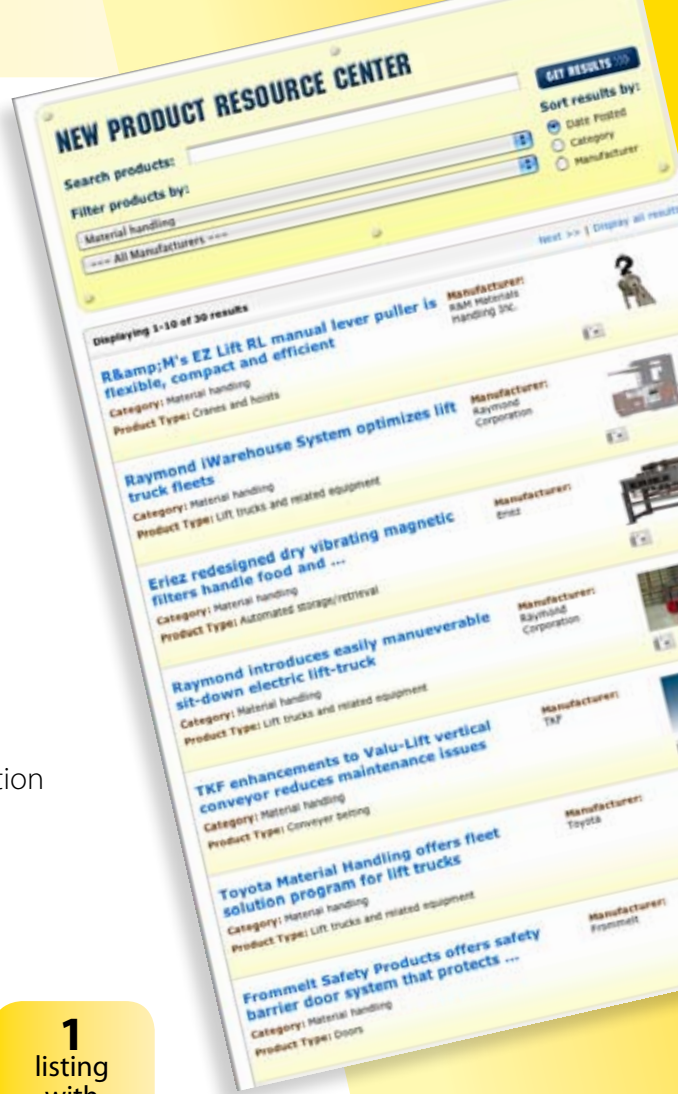 NEW PRODUCT RESOURCE CENTER
Search products:
GET RESULTS >>>
Filter products by:
Sort results by:
Date Posted
Category
Manufacturer
Material handling
=== All Manufacturers ===
Displaying 1-10 of 30 results
Next >> | Display all results
R&amp;M's EZ Lift RL manual lever puller is
flexible, compact and efficient
Category: Material handling
Product Type: Cranes and hoists
Manufacturer:
R&M Materials
Handling Inc.
Raymond iWarehouse System optimizes lift
truck fleets
Category: Material handling
Product Type: Lift trucks and related equipment
Manufacturer:
Raymond
Corporation
Eriez redesigned dry vibrating magnetic
filters handle food and ...
Category: Material handling
Product Type: Automated storage/retrieval
Manufacturer:
Eriez
Raymond introduces easily manueverable
sit-down electric lift-truck
Category: Material handling
Product Type: Lift trucks and related equipment
Manufacturer:
Raymond
Corporation
TKF enhancements to Valu-Lift vertical
conveyor reduces maintenance issues
Category: Material handling
Product Type: Conveyer belting
Manufacturer:
TKF
Toyota Material Handling offers fleet
solution program for lift trucks
Category: Material handling
Product Type: Lift trucks and related equipment
Manufacturer:
Toyota
Frommelt Safety Products offers safety
barrier door system that protects ...
Category: Material handling
Product Type: Doors
Manufacturer:
Frommelt
tion
1
listing
with